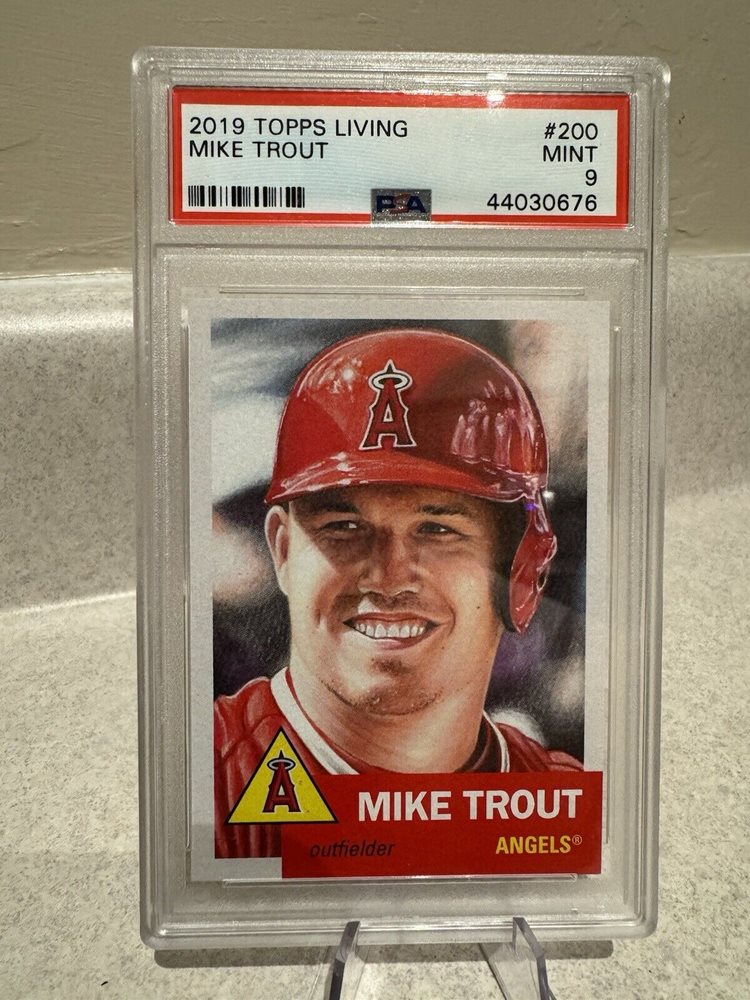 2019 TOPPS LIVING #200
MIKE TROUT MINT
9
PSA 44030676
A
A
MIKE TROUT
outfielder ANGELS®